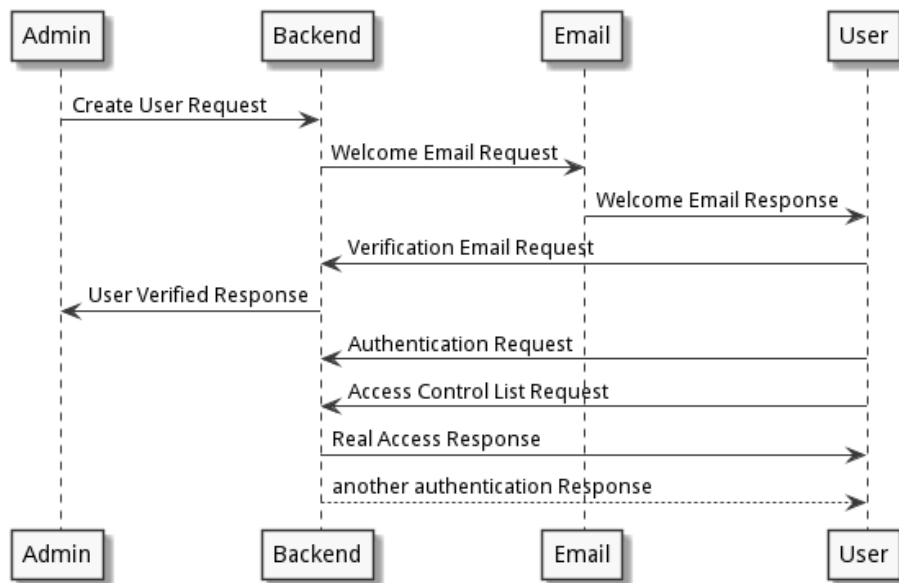 Admin Backend Email User
Create User Request
Welcome Email Request
Welcome Email Response
Verification Email Request
User Verified Response
Authentication Request
Access Control List Request
Real Access Response
another authentication Response
Admin Backend Email User